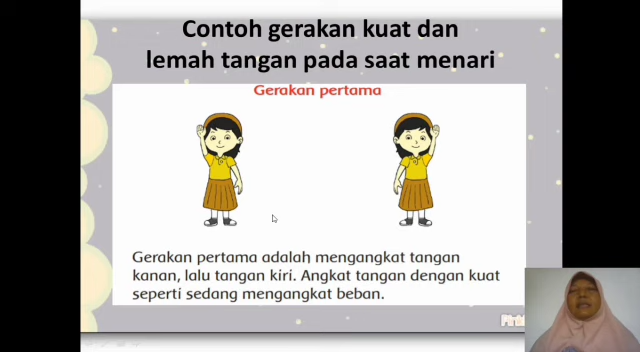 Contoh gerakan kuat dan
lemah tangan pada saat menari
Gerakan pertama
Gerakan pertama adalah mengangkat tangan
kanan, lalu tangan kiri. Angkat tangan dengan kuat
seperti sedang mengangkat beban.